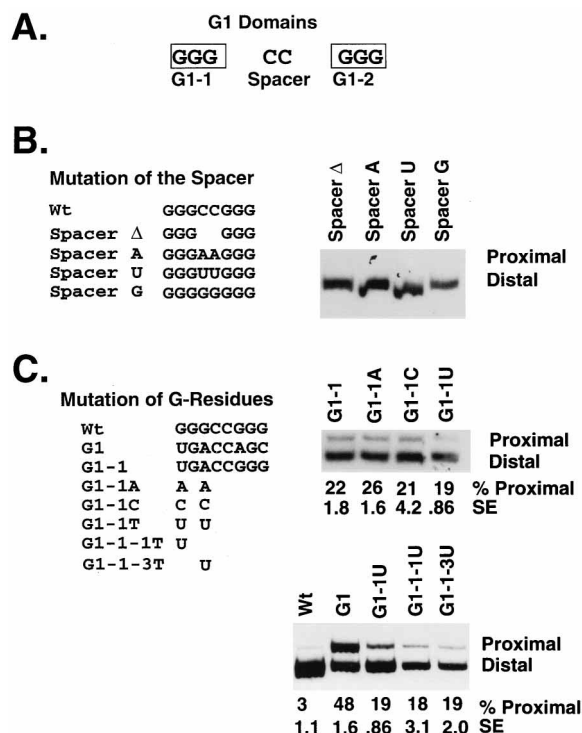 A.
G1 Domains
GGG CC GGG
G1-1 Spacer G1-2
B.
Mutation of the Spacer
Wt GGGCCGGG
Spacer Δ GGG GGG
Spacer A GGGAAGGG
Spacer U GGGUUGGG
Spacer G GGGGGGGG
Spacer Δ
Spacer A
Spacer U
Spacer G
Proximal
Distal
C.
Mutation of G-Residues
Wt GGGCCGGG
G1 UGACCAGC
G1-1 UGACCGGG
G1-1A A A
G1-1C C C
G1-1T U U
G1-1-1T U
G1-1-3T U
G1-1
G1-1A
G1-1C
G1-1U
Proximal
Distal
22 26 21 19 % Proximal
1.8 1.6 4.2 .86 SE
Wt
G1
G1-1U
G1-1-1U
G1-1-3U
Proximal
Distal
3 48 19 18 19 % Proximal
1.1 1.6 .86 3.1 2.0 SE